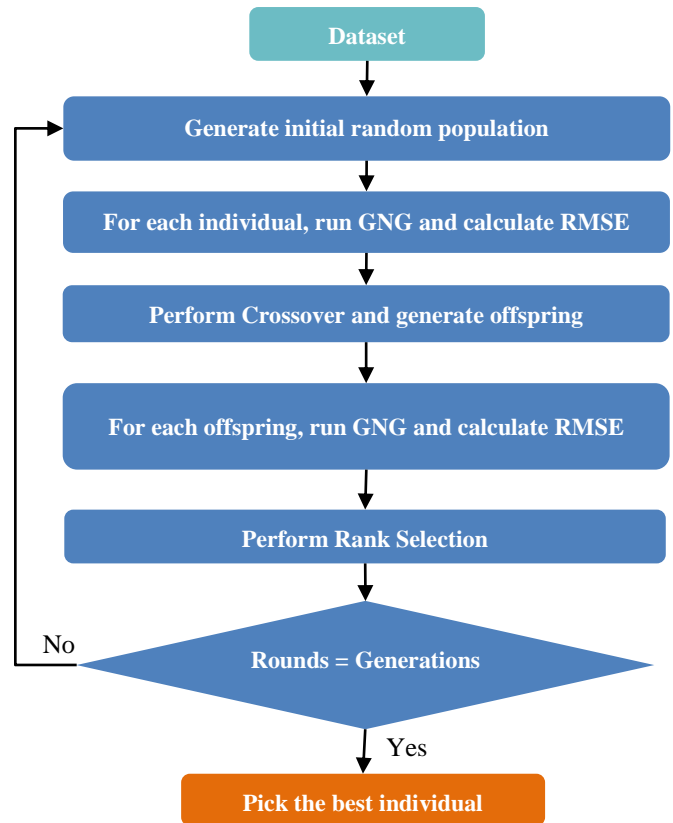 Dataset
Generate initial random population
For each individual, run GNG and calculate RMSE
Perform Crossover and generate offspring
For each offspring, run GNG and calculate RMSE
Perform Rank Selection
No
Rounds = Generations
Yes
Pick the best individual